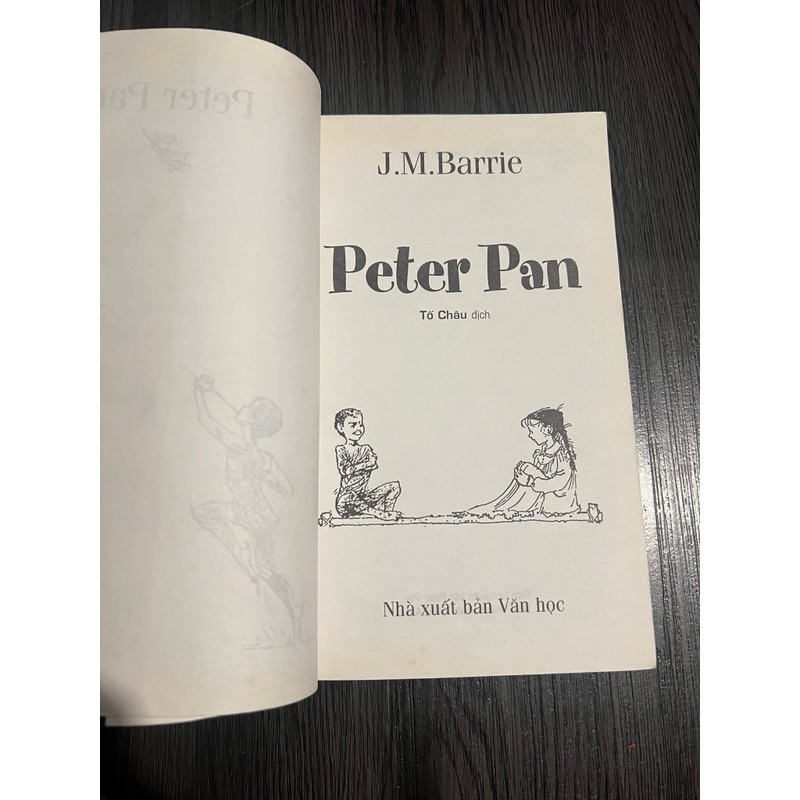 J.M.Barrie
Peter Pan
Tố Châu dịch
Nhà xuất bản Văn học